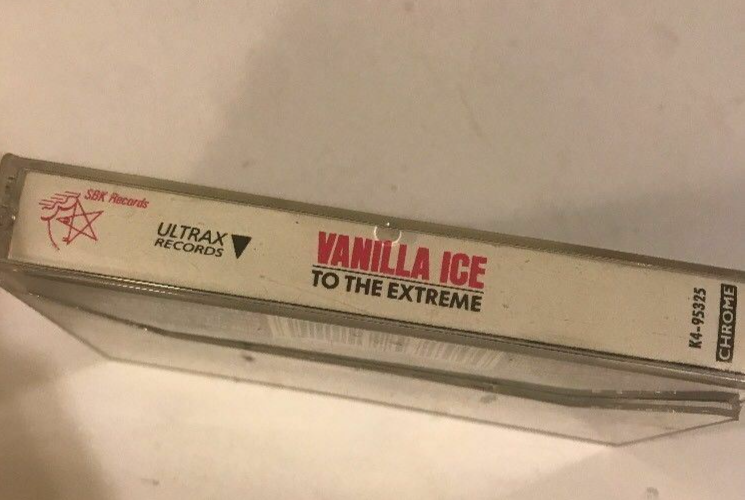 SBK Records
ULTRAX
RECORDS
VANILLA ICE
TO THE EXTREME
K4-95325
CHROME